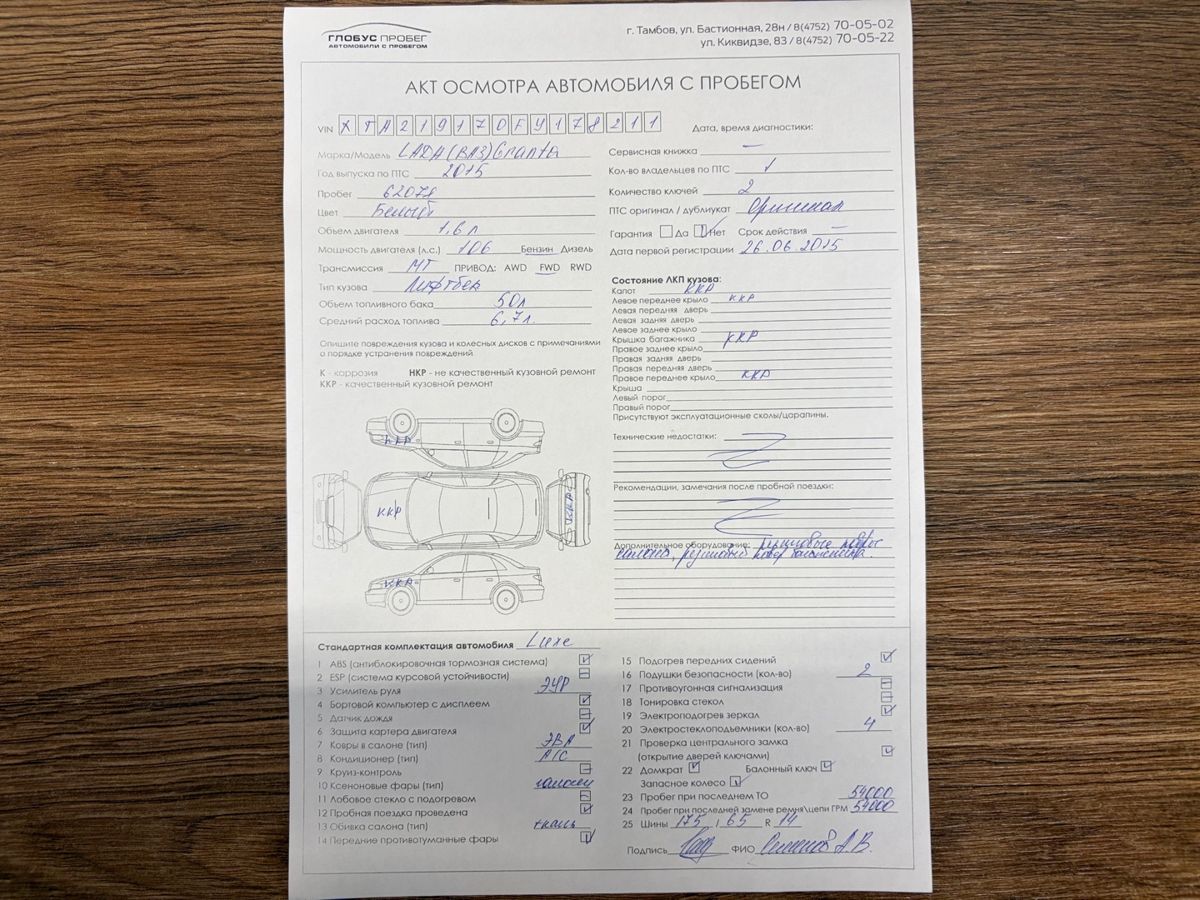 ГЛОБУС ПРОБЕГ
АВТОМОБИЛИ С ПРОБЕГОМ
г. Тамбов, ул. Бастионная, 28н / 8(4752) 70-05-02
ул. Киквидзе, 83 / 8(4752) 70-05-22
АКТ ОСМОТРА АВТОМОБИЛЯ С ПРОБЕГОМ
VIN XTA219170FY178211
Дата, время диагностики:
Марка/Модель LADA (ВАЗ) Granta
Год выпуска по ПТС 2015
Пробег 62078
Цвет Белый
Объем двигателя 1,6 л
Мощность двигателя (л.с.) 106 Бензин Дизель
Трансмиссия МТ ПРИВОД: AWD FWD RWD
Тип кузова Лифтбек
Объем топливного бака 50л
Средний расход топлива 6,7л.
Опишите повреждения кузова и колесных дисков с примечаниями
о порядке устранения повреждений
К - коррозия НКР - не качественный кузовной ремонт
ККР - качественный кузовной ремонт
ККР
ККР
ККР
ККР
Сервисная книжка —
Кол-во владельцев по ПТС 1
Количество ключей 2
ПТС оригинал / дубликат Оригинал
Гарантия Да Нет Срок действия —
Дата первой регистрации 26.06.2015
Состояние ЛКП кузова:
Капот ККР
Левое переднее крыло ККР
Левая передняя дверь
Левая задняя дверь
Левое заднее крыло
Крышка багажника ККР
Правое заднее крыло
Правая задняя дверь
Правая передняя дверь
Правое переднее крыло ККР
Крыша
Левый порог
Правый порог
Присутствуют эксплуатационные сколы/царапины.
Технические недостатки:
Рекомендации, замечания после пробной поездки:
Дополнительное оборудование:
салона,
Стандартная комплектация автомобиля Luxe
1 ABS (антиблокировочная тормозная система)
2 ESP (система курсовой устойчивости)
3 Усилитель руля ЭУР
4 Бортовой компьютер с дисплеем
5 Датчик дождя
6 Защита картера двигателя
7 Ковры в салоне (тип) ЭВА
8 Кондиционер (тип) А/С
9 Круиз-контроль
10 Ксеноновые фары (тип) галоген
11 Лобовое стекло с подогревом
12 Пробная поездка проведена
13 Обивка салона (тип) ткань
14 Передние противотуманные фары
15 Подогрев передних сидений
16 Подушки безопасности (кол-во) 2
17 Противоугонная сигнализация
18 Тонировка стекол
19 Электроподогрев зеркал
20 Электростеклоподъемники (кол-во) 4
21 Проверка центрального замка
(открытие дверей ключами)
22 Домкрат Балонный ключ
Запасное колесо
23 Пробег при последнем ТО 54000
24 Пробег при последней замене ремня\цепи ГРМ 54000
25 Шины 175 / 65 R 14
Подпись ФИО А.В.